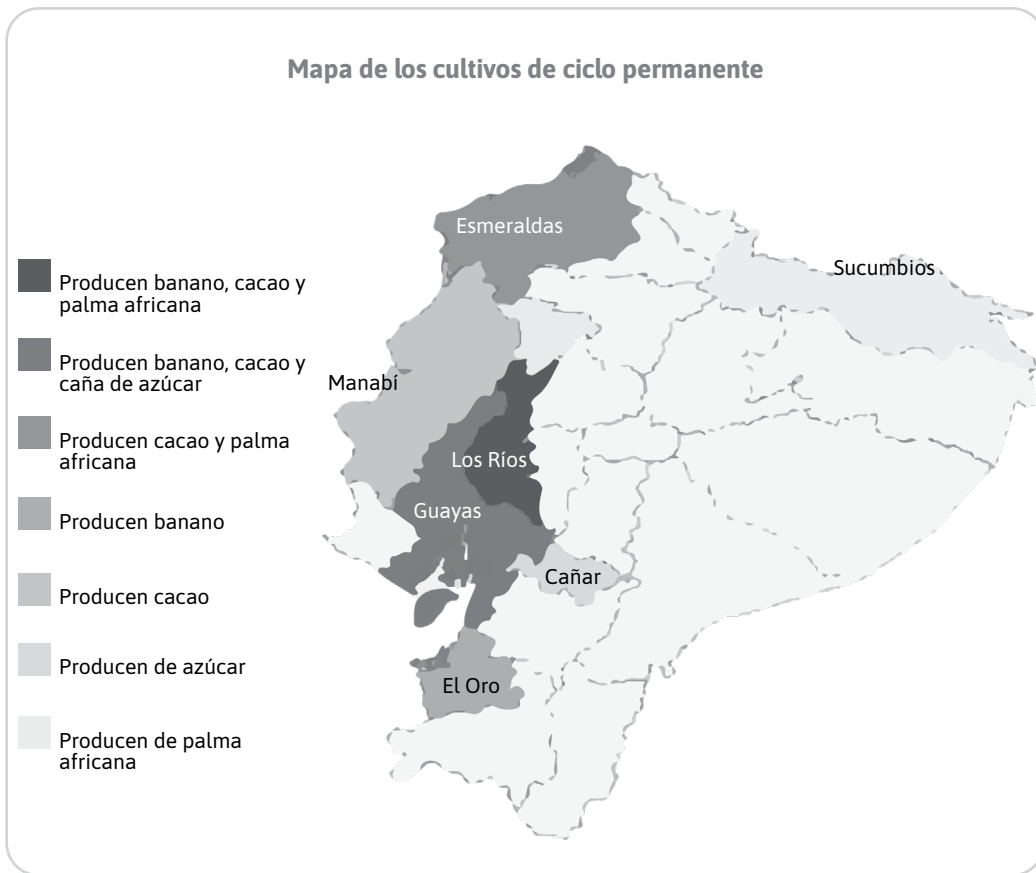 Mapa de los cultivos de ciclo permanente
Esmeraldas
Sucumbios
Manabí
Los Ríos
Guayas
Cañar
El Oro
Producen banano, cacao y
palma africana
Producen banano, cacao y
caña de azúcar
Producen cacao y palma
africana
Producen banano
Producen cacao
Producen de azúcar
Producen de palma
africana